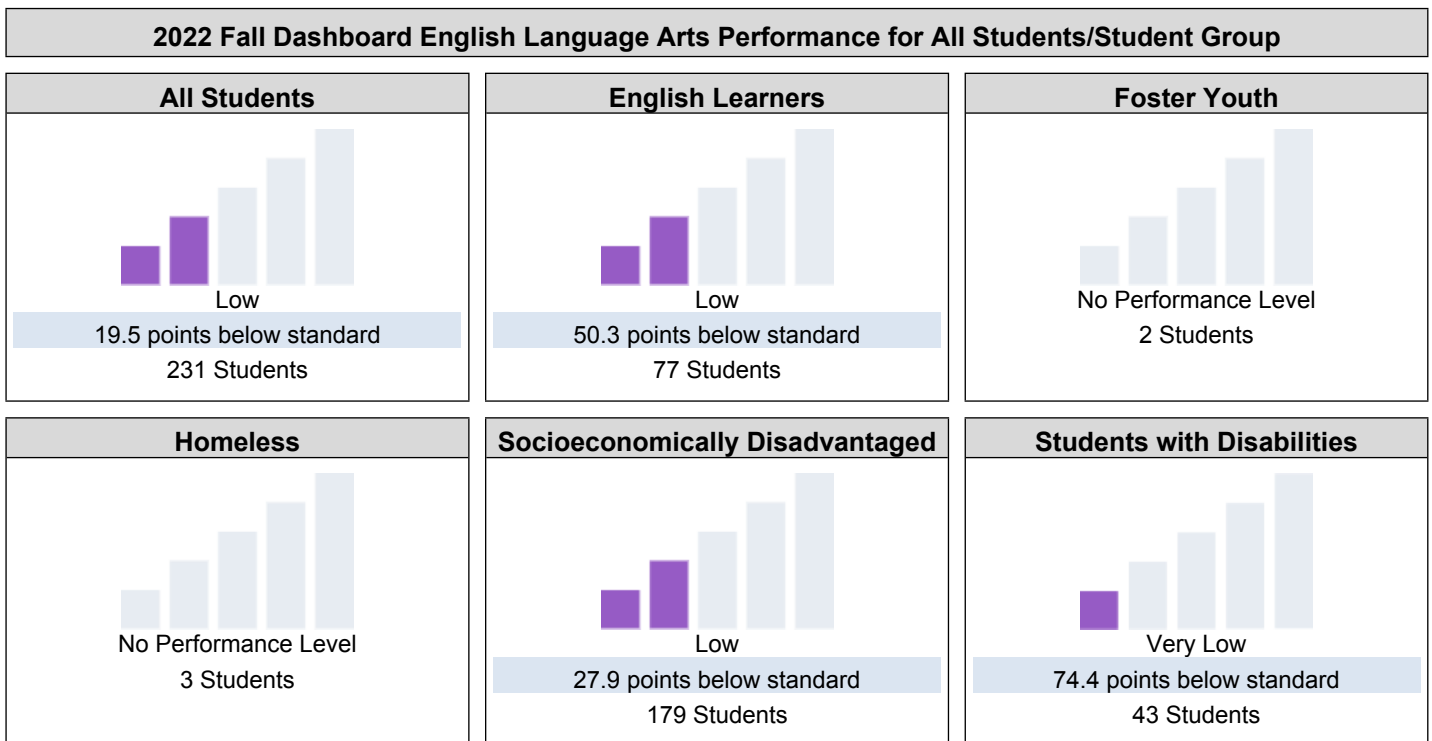 2022 Fall Dashboard English Language Arts Performance for All Students/Student Group
All Students
Low
19.5 points below standard
231 Students
English Learners
Low
50.3 points below standard
77 Students
Foster Youth
No Performance Level
2 Students
Homeless
No Performance Level
3 Students
Socioeconomically Disadvantaged
Low
27.9 points below standard
179 Students
Students with Disabilities
Very Low
74.4 points below standard
43 Students